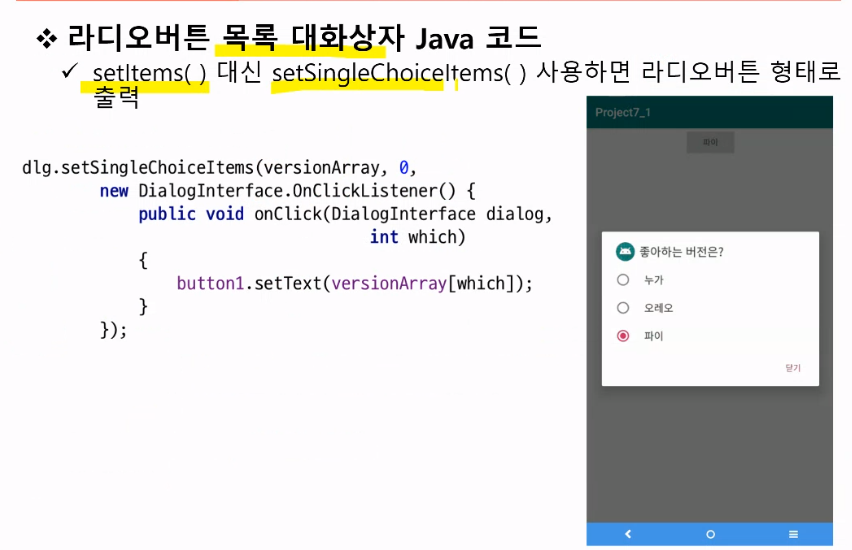 ❖ 라디오버튼 목록 대화상자 Java 코드
✓ setItems( ) 대신 setSingleChoiceItems( ) 사용하면 라디오버튼 형태로
출력
dlg.setSingleChoiceItems(versionArray, 0,
new DialogInterface.OnClickListener() {
public void onClick(DialogInterface dialog,
int which)
{
button1.setText(versionArray[which]);
}
});
Project7_1
파이
좋아하는 버전은?
누가
오레오
파이
닫기